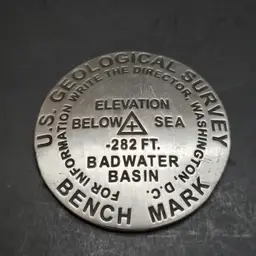 U.S. GEOLOGICAL SURVEY
FOR INFORMATION WRITE THE DIRECTOR, WASHINGTON, D.C.
ELEVATION
BELOW SEA
-282 FT.
BADWATER
BASIN
BENCH MARK